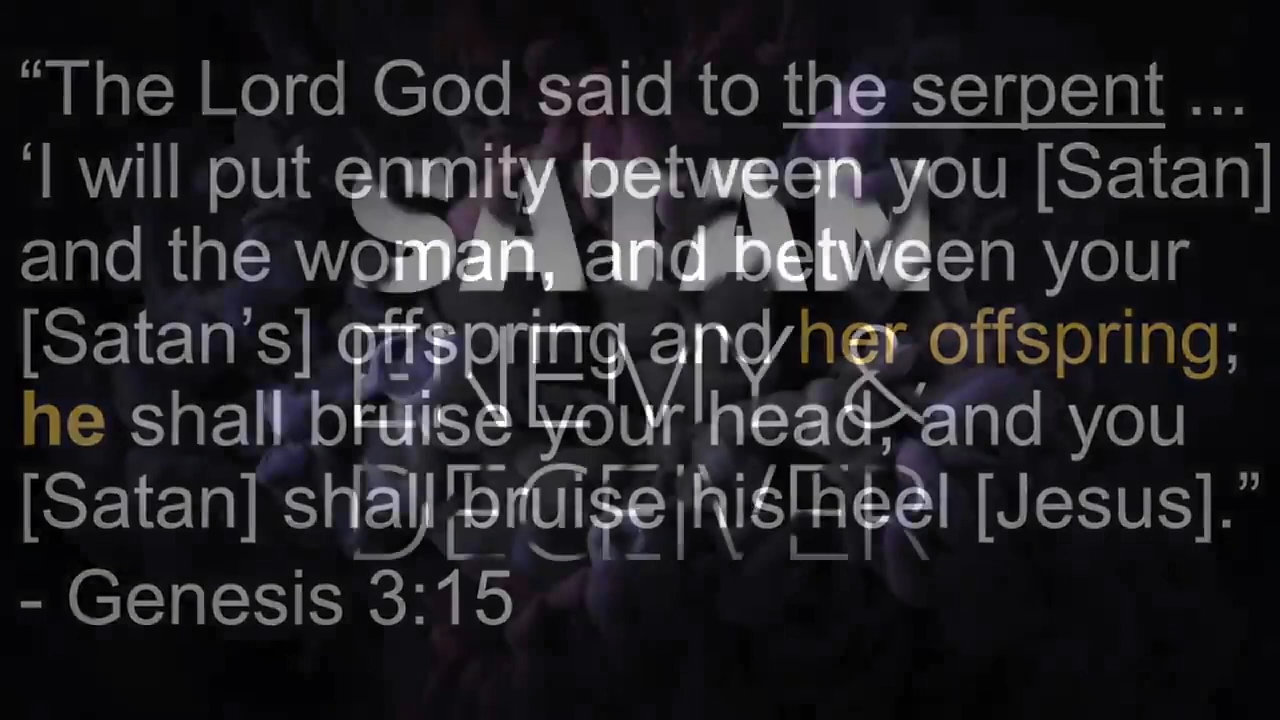 “The Lord God said to the serpent ...
‘I will put enmity between you [Satan]
and the woman, and between your
[Satan’s] offspring and her offspring;
he shall bruise your head, and you
[Satan] shall bruise his heel [Jesus].”
- Genesis 3:15
SATAN
ENEMY &
DECEIVER